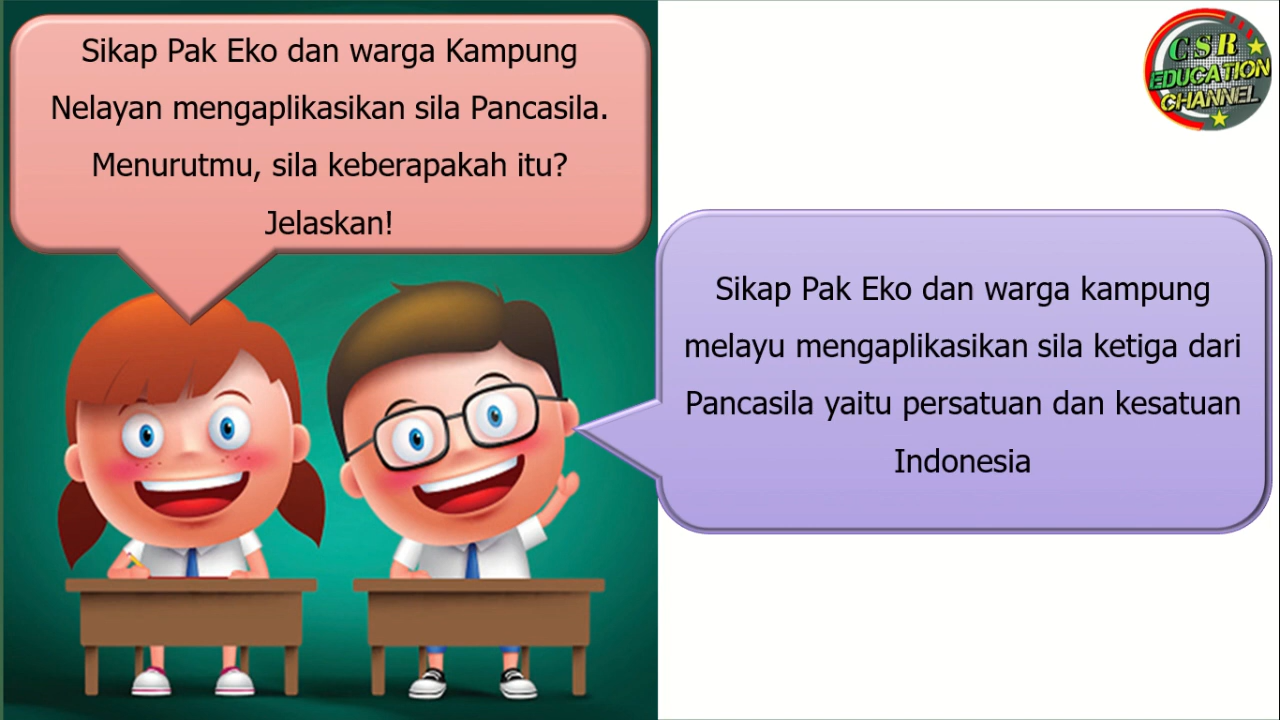 Sikap Pak Eko dan warga Kampung
Nelayan mengaplikasikan sila Pancasila.
Menurutmu, sila keberapakah itu?
Jelaskan!
CSR
EDUCATION
CHANNEL
Sikap Pak Eko dan warga kampung
melayu mengaplikasikan sila ketiga dari
Pancasila yaitu persatuan dan kesatuan
Indonesia